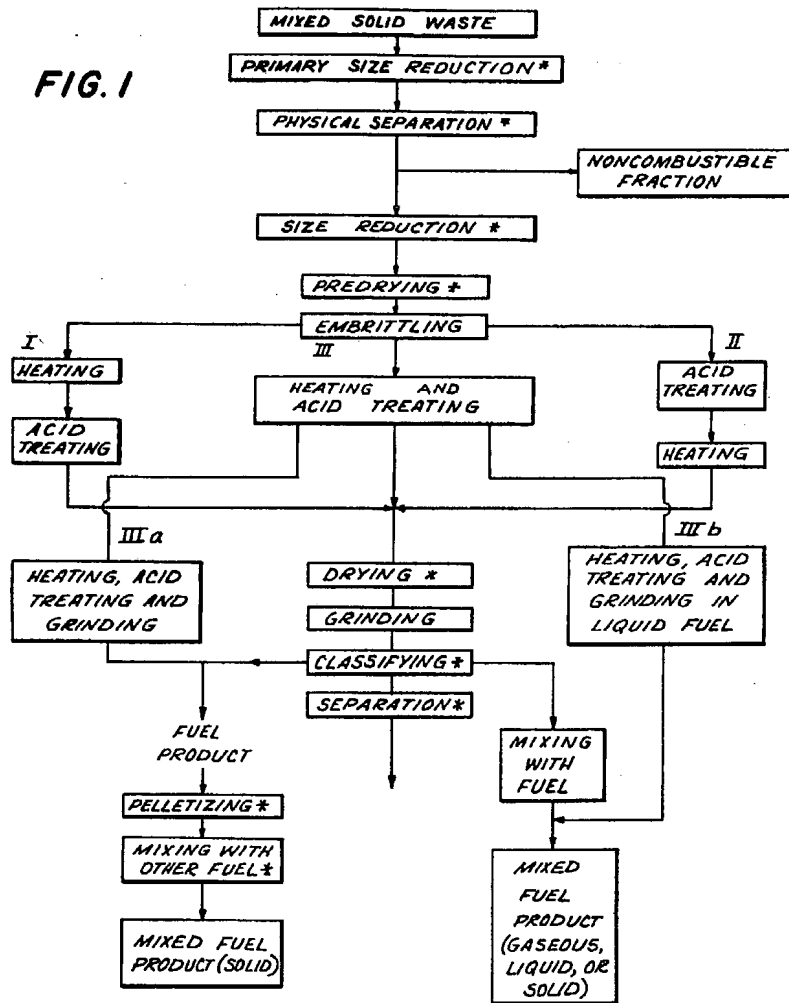 FIG. 1
MIXED SOLID WASTE
PRIMARY SIZE REDUCTION*
PHYSICAL SEPARATION*
NONCOMBUSTIBLE
FRACTION
SIZE REDUCTION *
PREDRYING *
EMBRITTLING
I
III
II
HEATING
HEATING AND
ACID TREATING
ACID
TREATING
ACID
TREATING
HEATING
IIIa
IIIb
HEATING, ACID
TREATING AND
GRINDING
DRYING *
GRINDING
CLASSIFYING *
SEPARATION *
HEATING, ACID
TREATING AND
GRINDING IN
LIQUID FUEL
FUEL
PRODUCT
MIXING
WITH
FUEL
PELLETIZING *
MIXING WITH
OTHER FUEL *
MIXED FUEL
PRODUCT (SOLID)
MIXED
FUEL
PRODUCT
(GASEOUS,
LIQUID, OR
SOLID)